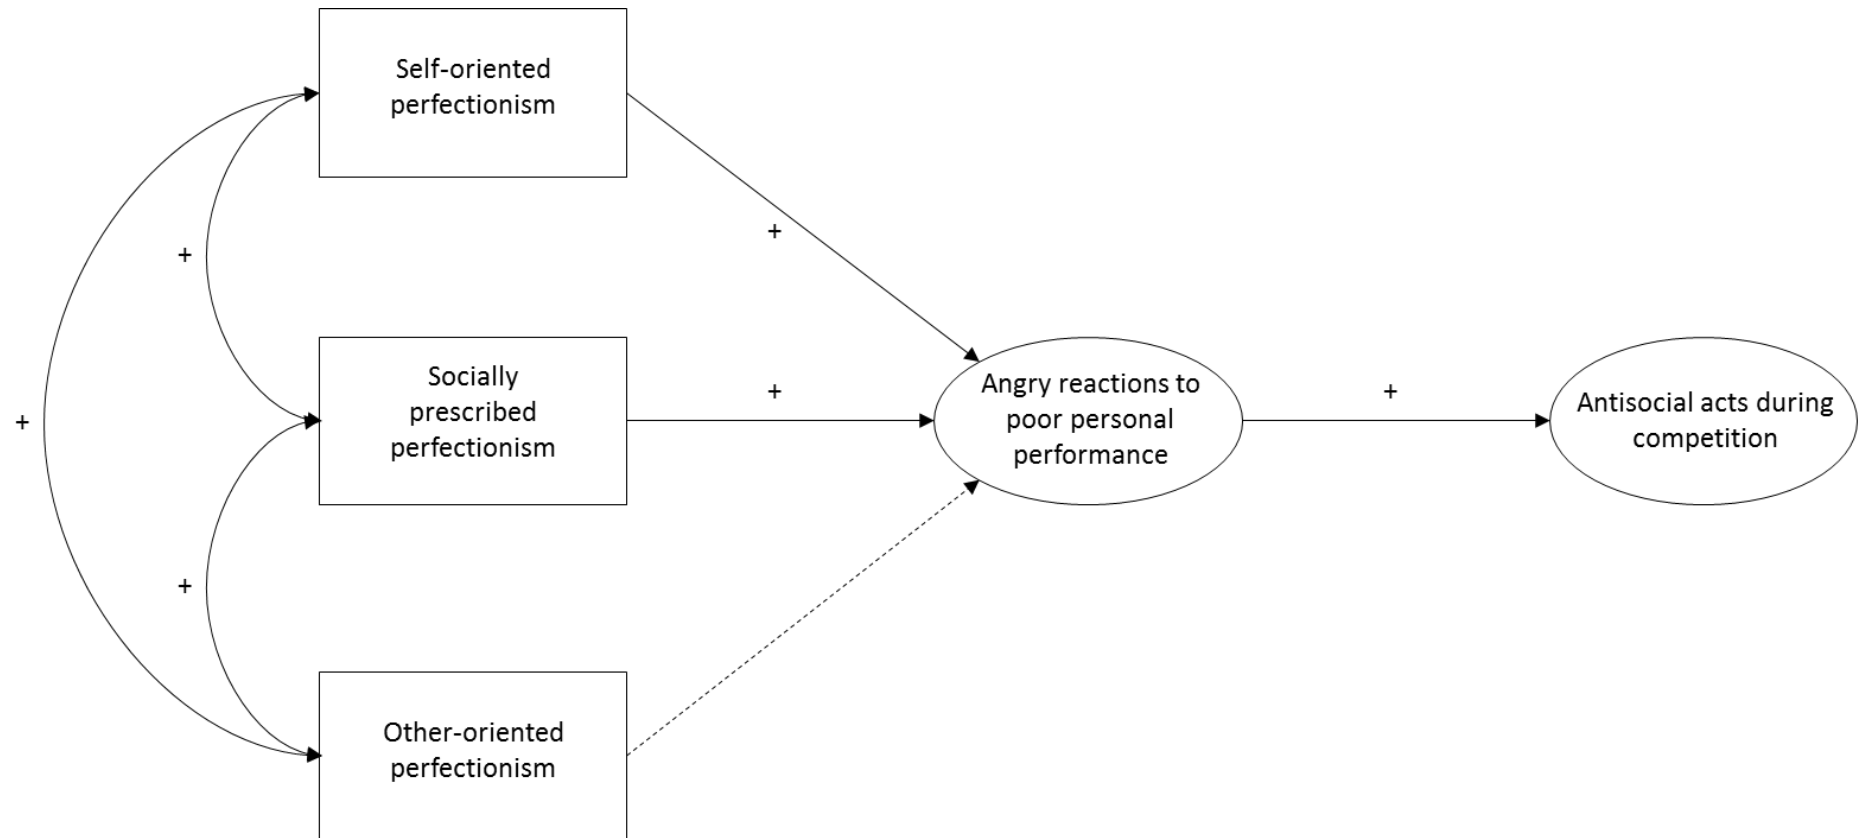 Self-oriented
perfectionism
+
+
Socially
prescribed
perfectionism
+
Angry reactions to
poor personal
performance
+
Antisocial acts during
competition
+
+
Other-oriented
perfectionism